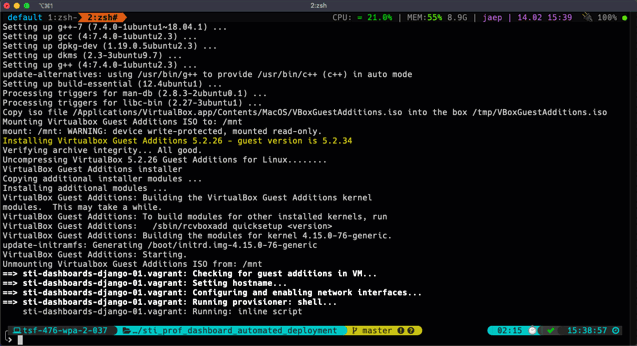 ⌥⌘1
2:zsh
default 1:zsh- 2:zsh# CPU: = 21.0% | MEM:55% 8.9G | jaep | 14.02 15:39 100%
Setting up g++-7 (7.4.0-1ubuntu1~18.04.1) ...
Setting up gcc (4:7.4.0-1ubuntu2.3) ...
Setting up dpkg-dev (1.19.0.5ubuntu2.3) ...
Setting up dkms (2.3-3ubuntu9.7) ...
Setting up g++ (4:7.4.0-1ubuntu2.3) ...
update-alternatives: using /usr/bin/g++ to provide /usr/bin/c++ (c++) in auto mode
Setting up build-essential (12.4ubuntu1) ...
Processing triggers for man-db (2.8.3-2ubuntu0.1) ...
Processing triggers for libc-bin (2.27-3ubuntu1) ...
Copy iso file /Applications/VirtualBox.app/Contents/MacOS/VBoxGuestAdditions.iso into the box /tmp/VBoxGuestAdditions.iso
Mounting Virtualbox Guest Additions ISO to: /mnt
mount: /mnt: WARNING: device write-protected, mounted read-only.
Installing Virtualbox Guest Additions 5.2.26 - guest version is 5.2.34
Verifying archive integrity... All good.
Uncompressing VirtualBox 5.2.26 Guest Additions for Linux........
VirtualBox Guest Additions installer
Copying additional installer modules ...
Installing additional modules ...
VirtualBox Guest Additions: Building the VirtualBox Guest Additions kernel
modules.  This may take a while.
VirtualBox Guest Additions: To build modules for other installed kernels, run
VirtualBox Guest Additions:   /sbin/rcvboxadd quicksetup <version>
VirtualBox Guest Additions: Building the modules for kernel 4.15.0-76-generic.
update-initramfs: Generating /boot/initrd.img-4.15.0-76-generic
VirtualBox Guest Additions: Starting.
Unmounting Virtualbox Guest Additions ISO from: /mnt
==> sti-dashboards-django-01.vagrant: Checking for guest additions in VM...
==> sti-dashboards-django-01.vagrant: Setting hostname...
==> sti-dashboards-django-01.vagrant: Configuring and enabling network interfaces...
==> sti-dashboards-django-01.vagrant: Running provisioner: shell...
    sti-dashboards-django-01.vagrant: Running: inline script
tsf-476-wpa-2-037 …/sti_prof_dashboard_automated_deployment master 02:15 ✔ 15:38:57